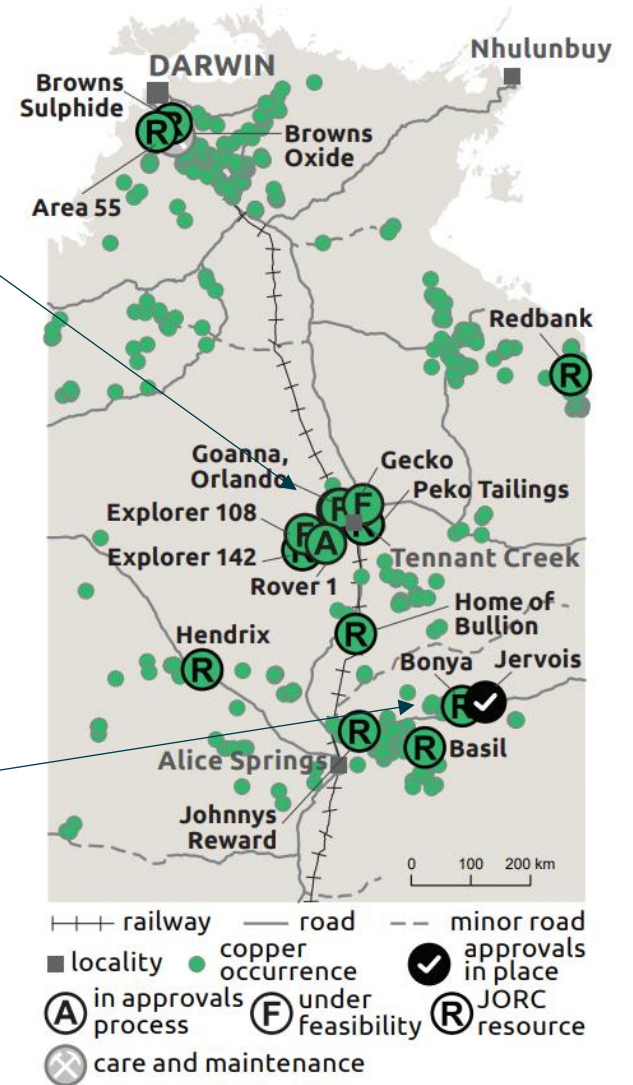 Nhulunbuy
DARWIN
Browns
Sulphide
R
R
Browns
Oxide
Area 55
Redbank
R
Goanna,
Orlando
Gecko
F
F
Peko Tailings
Explorer 108
F
R
A
R
Explorer 142
Tennant Creek
Rover 1
Home of
Bullion
R
Hendrix
R
Bonya
Jervois
R
R
R
Basil
Alice Springs
Johnnys
Reward
0 100 200 km
railway road minor road
locality copper
occurrence
approvals
in place
A in approvals
process
F under
feasibility
R JORC
resource
care and maintenance